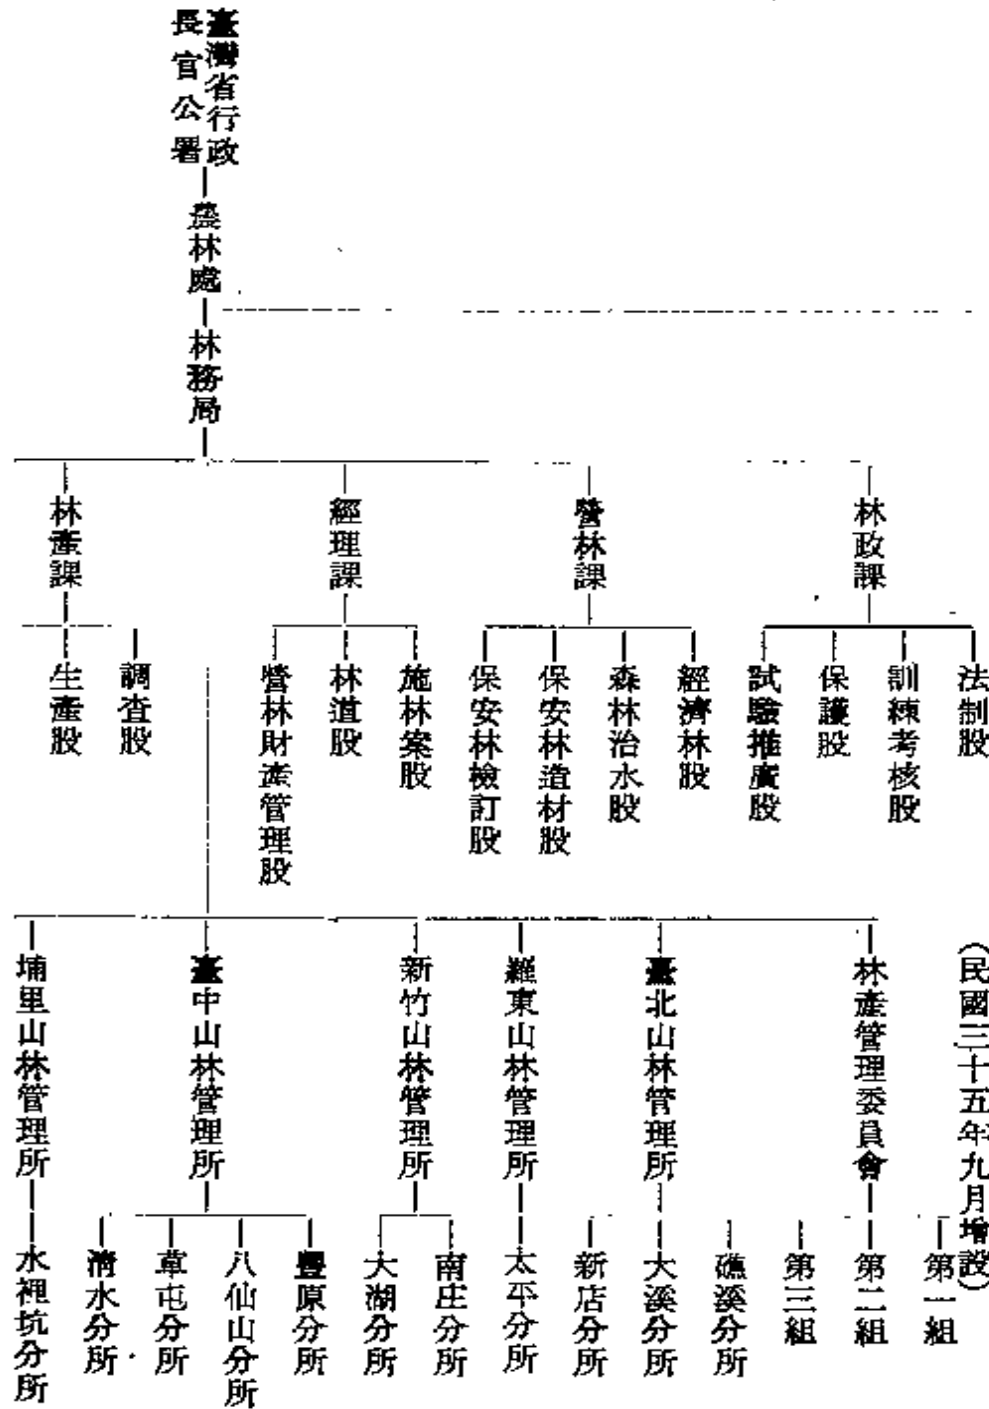 臺灣省行政
長官公署
農林處
林務局
林政課
營林課
經理課
林產課
法制股
訓練考核股
保護股
試驗推廣股
經濟林股
森林治水股
保安林造材股
保安林檢訂股
施林案股
林道股
營林財產管理股
調查股
生產股
(民國三十五年九月增設)
林產管理委員會
臺北山林管理所
羅東山林管理所
新竹山林管理所
臺中山林管理所
埔里山林管理所
第一組
第二組
第三組
礁溪分所
大溪分所
新店分所
太平分所
南庄分所
大湖分所
豐原分所
八仙山分所
草屯分所
清水分所
水裡坑分所